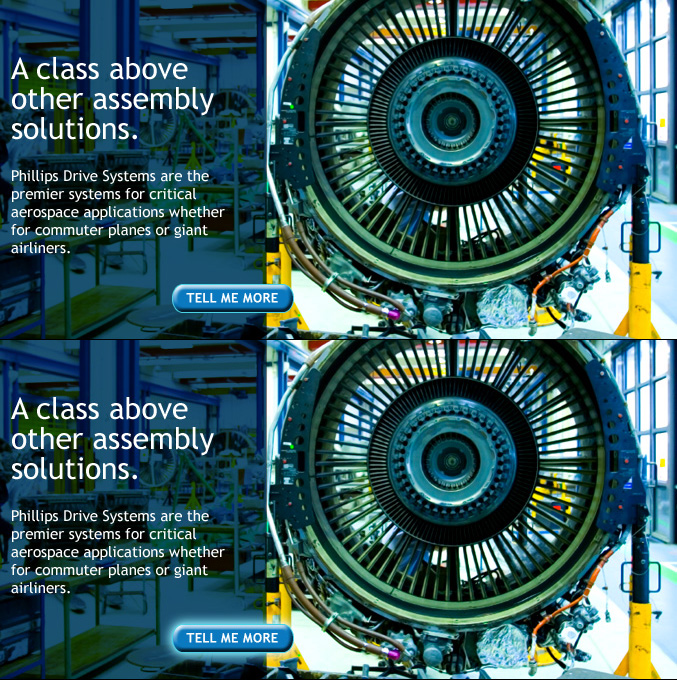 A class above
other assembly
solutions.
Phillips Drive Systems are the
premier systems for critical
aerospace applications whether
for commuter planes or giant
airliners.
TELL ME MORE
A class above
other assembly
solutions.
Phillips Drive Systems are the
premier systems for critical
aerospace applications whether
for commuter planes or giant
airliners.
TELL ME MORE